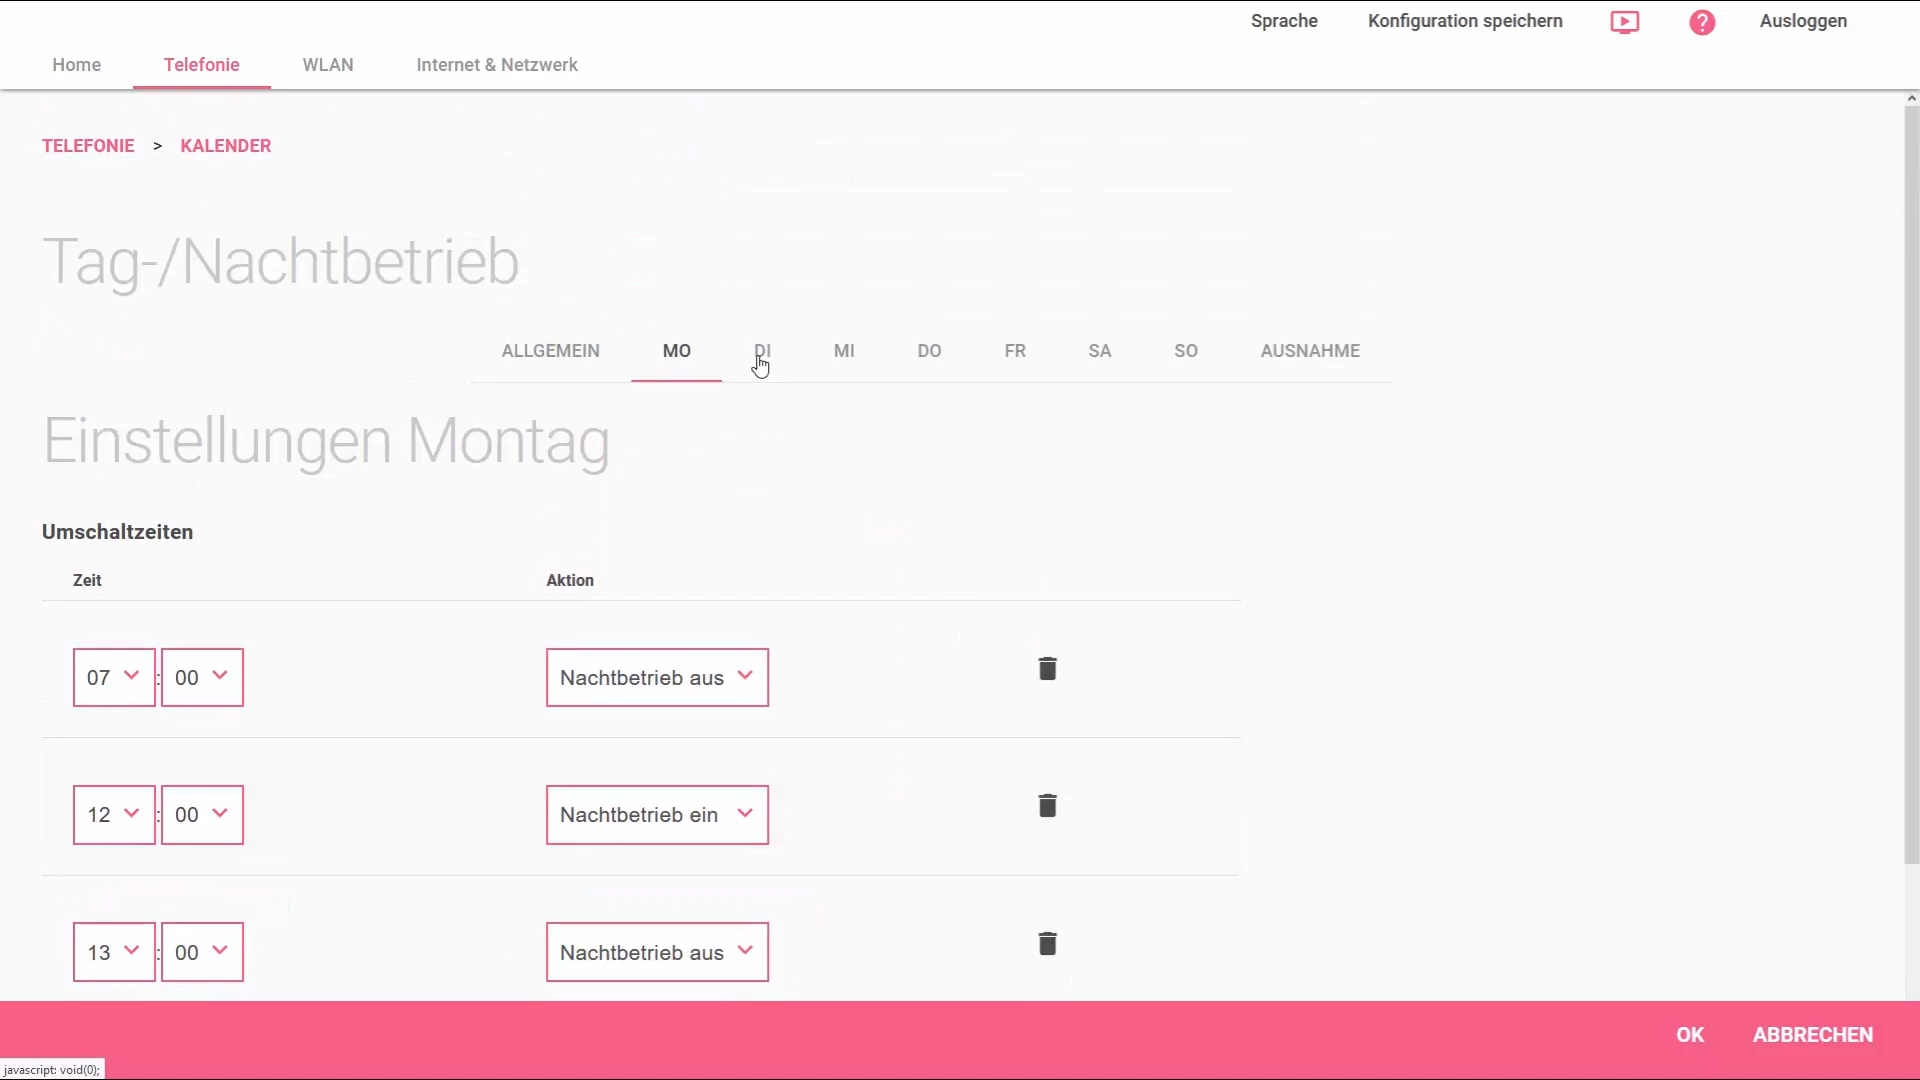 Sprache Konfiguration speichern ? Ausloggen
Home Telefonie WLAN Internet & Netzwerk
TELEFONIE > KALENDER
Tag-/Nachtbetrieb
ALLGEMEIN MO DI MI DO FR SA SO AUSNAHME
Einstellungen Montag
Umschaltzeiten
Zeit Aktion
07 : 00 Nachtbetrieb aus
12 : 00 Nachtbetrieb ein
13 : 00 Nachtbetrieb aus
OK ABBRECHEN
javascript: void(0);